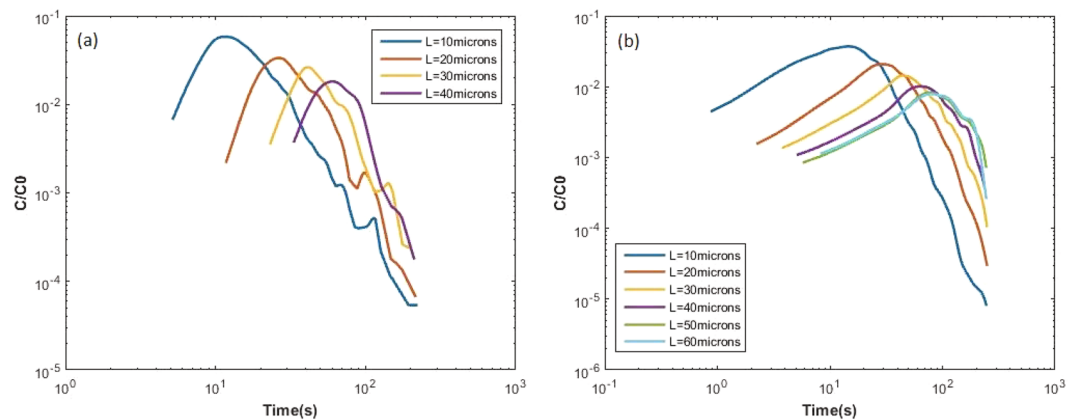 (a)
C/C0
10^-1
10^-2
10^-3
10^-4
10^-5
10^0
10^1
10^2
10^3
Time(s)
L=10microns
L=20microns
L=30microns
L=40microns
(b)
C/C0
10^-1
10^-2
10^-3
10^-4
10^-5
10^-6
10^-1
10^0
10^1
10^2
10^3
Time(s)
L=10microns
L=20microns
L=30microns
L=40microns
L=50microns
L=60microns